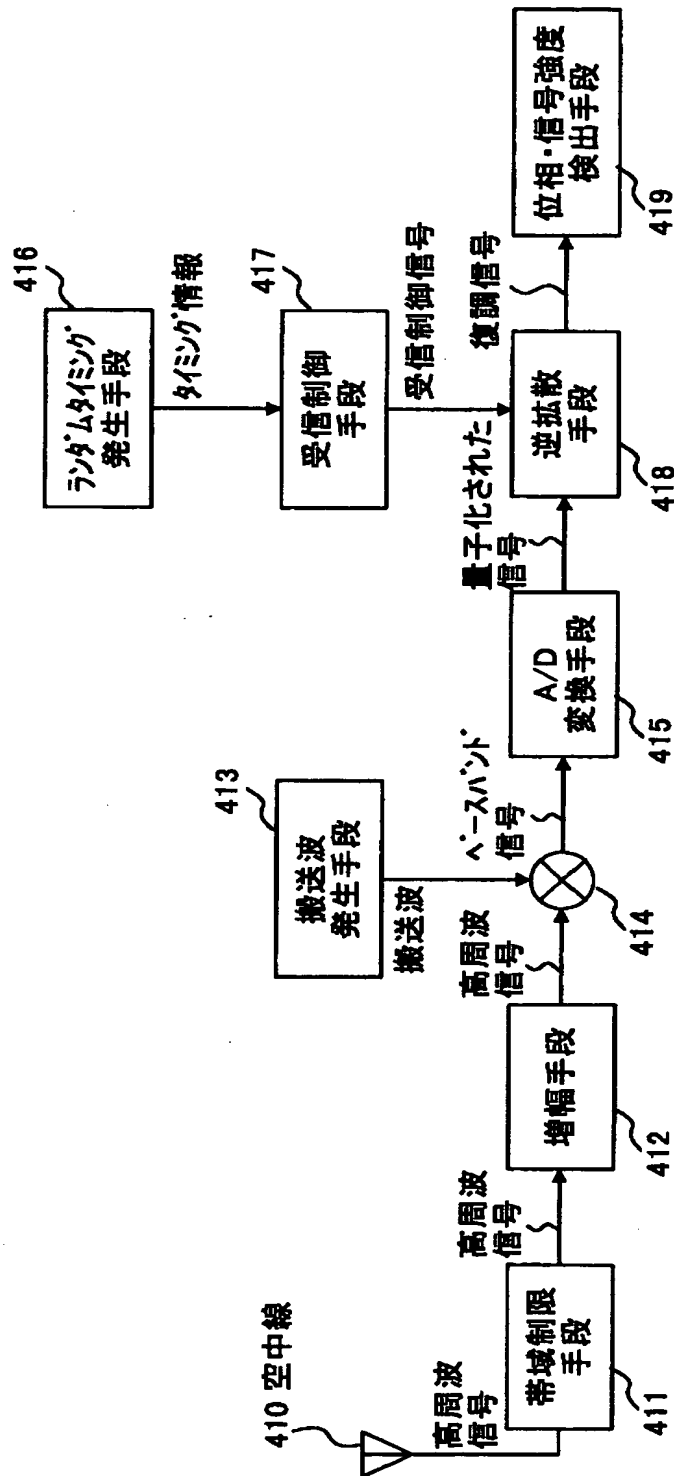 410 空中線
高周波
信号
帯域制限
手段
411
高周波
信号
増幅手段
412
高周波
信号
搬送波
発生手段
413
搬送波
414
ベースバンド
信号
A/D
変換手段
415
量子化された
信号
ランダムタイミング
発生手段
416
タイミング情報
受信制御
手段
417
受信制御信号
逆拡散
手段
418
復調信号
位相・信号強度
検出手段
419